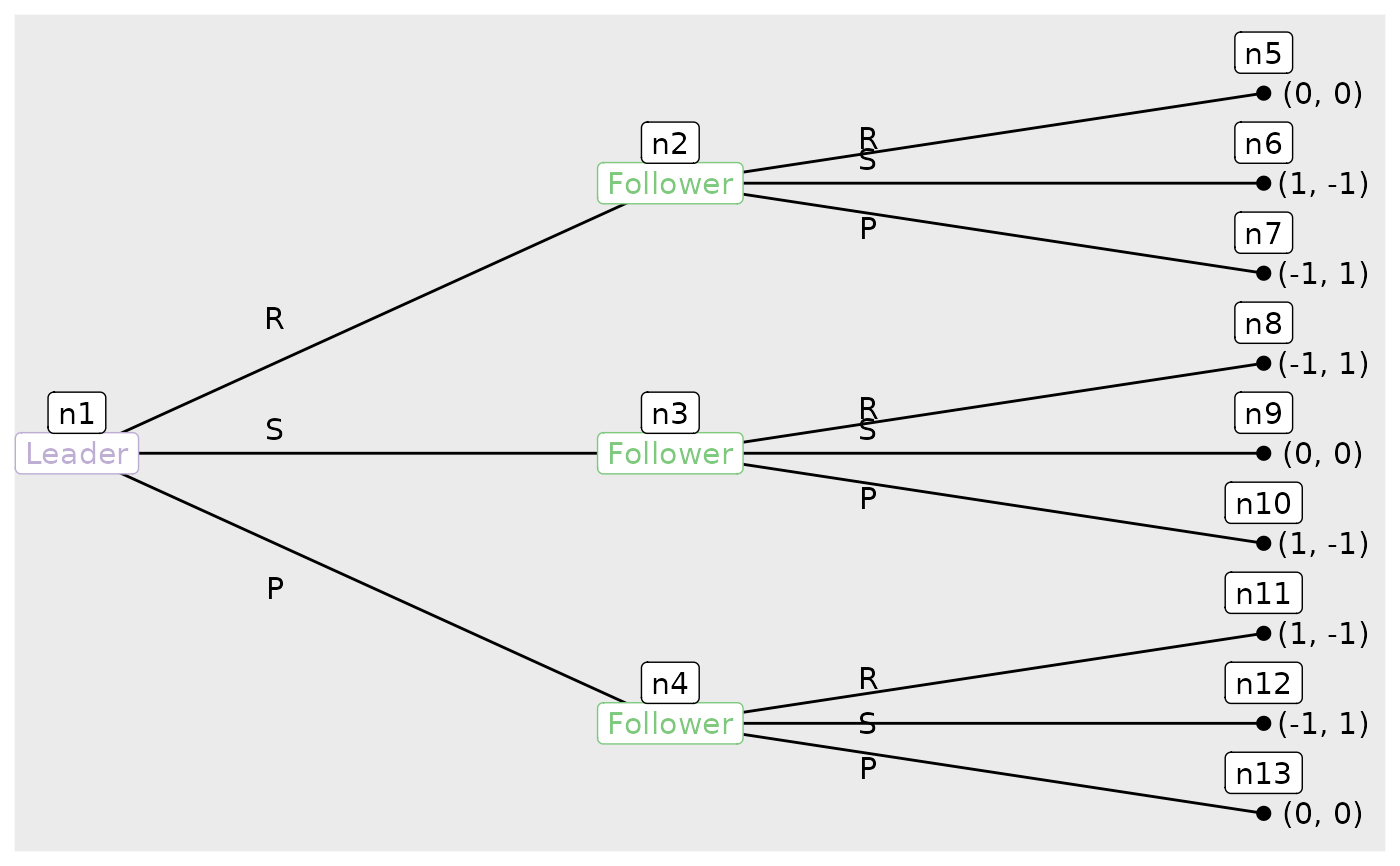 n5
(0, 0)
R
n2
n6
S
Follower
(1, -1)
P
n7
(-1, 1)
R
n8
(-1, 1)
n1
S
n3
R
n9
S
Leader
Follower
(0, 0)
P
n10
(1, -1)
P
n11
(1, -1)
n4
R
n12
Follower
S
(-1, 1)
P
n13
(0, 0)